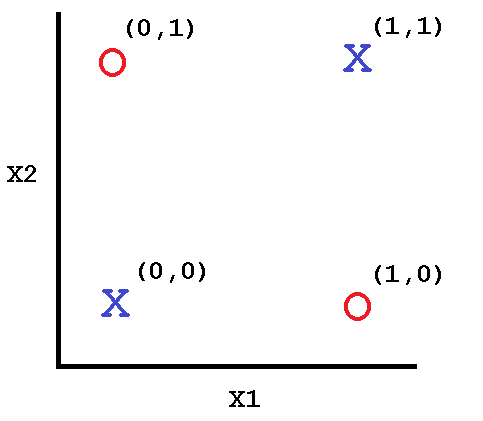 (0,1)
(1,1)
O
X
X2
(0,0)
(1,0)
X
O
X1